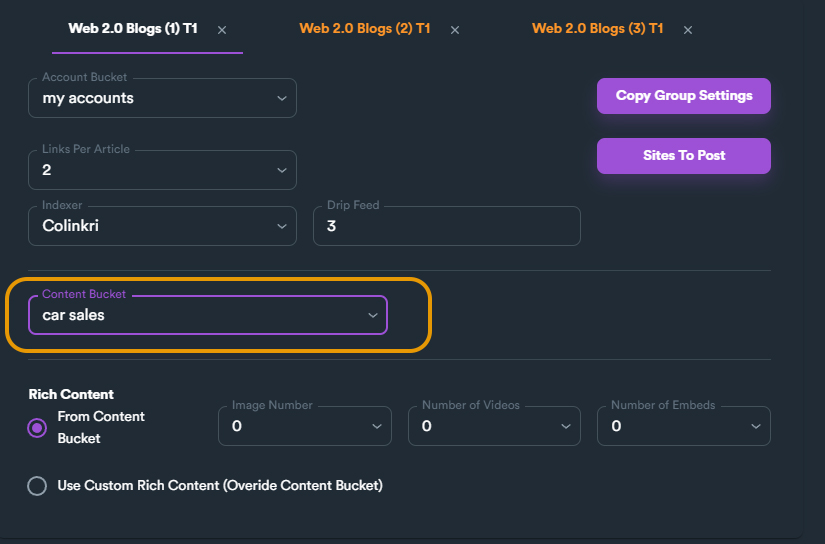 Web 2.0 Blogs (1) T1
Web 2.0 Blogs (2) T1
Web 2.0 Blogs (3) T1
Account Bucket
my accounts
Copy Group Settings
Links Per Article
2
Sites To Post
Indexer
Colinkri
Drip Feed
3
Content Bucket
car sales
Rich Content
From Content
Bucket
Image Number
0
Number of Videos
0
Number of Embeds
0
Use Custom Rich Content (Overide Content Bucket)